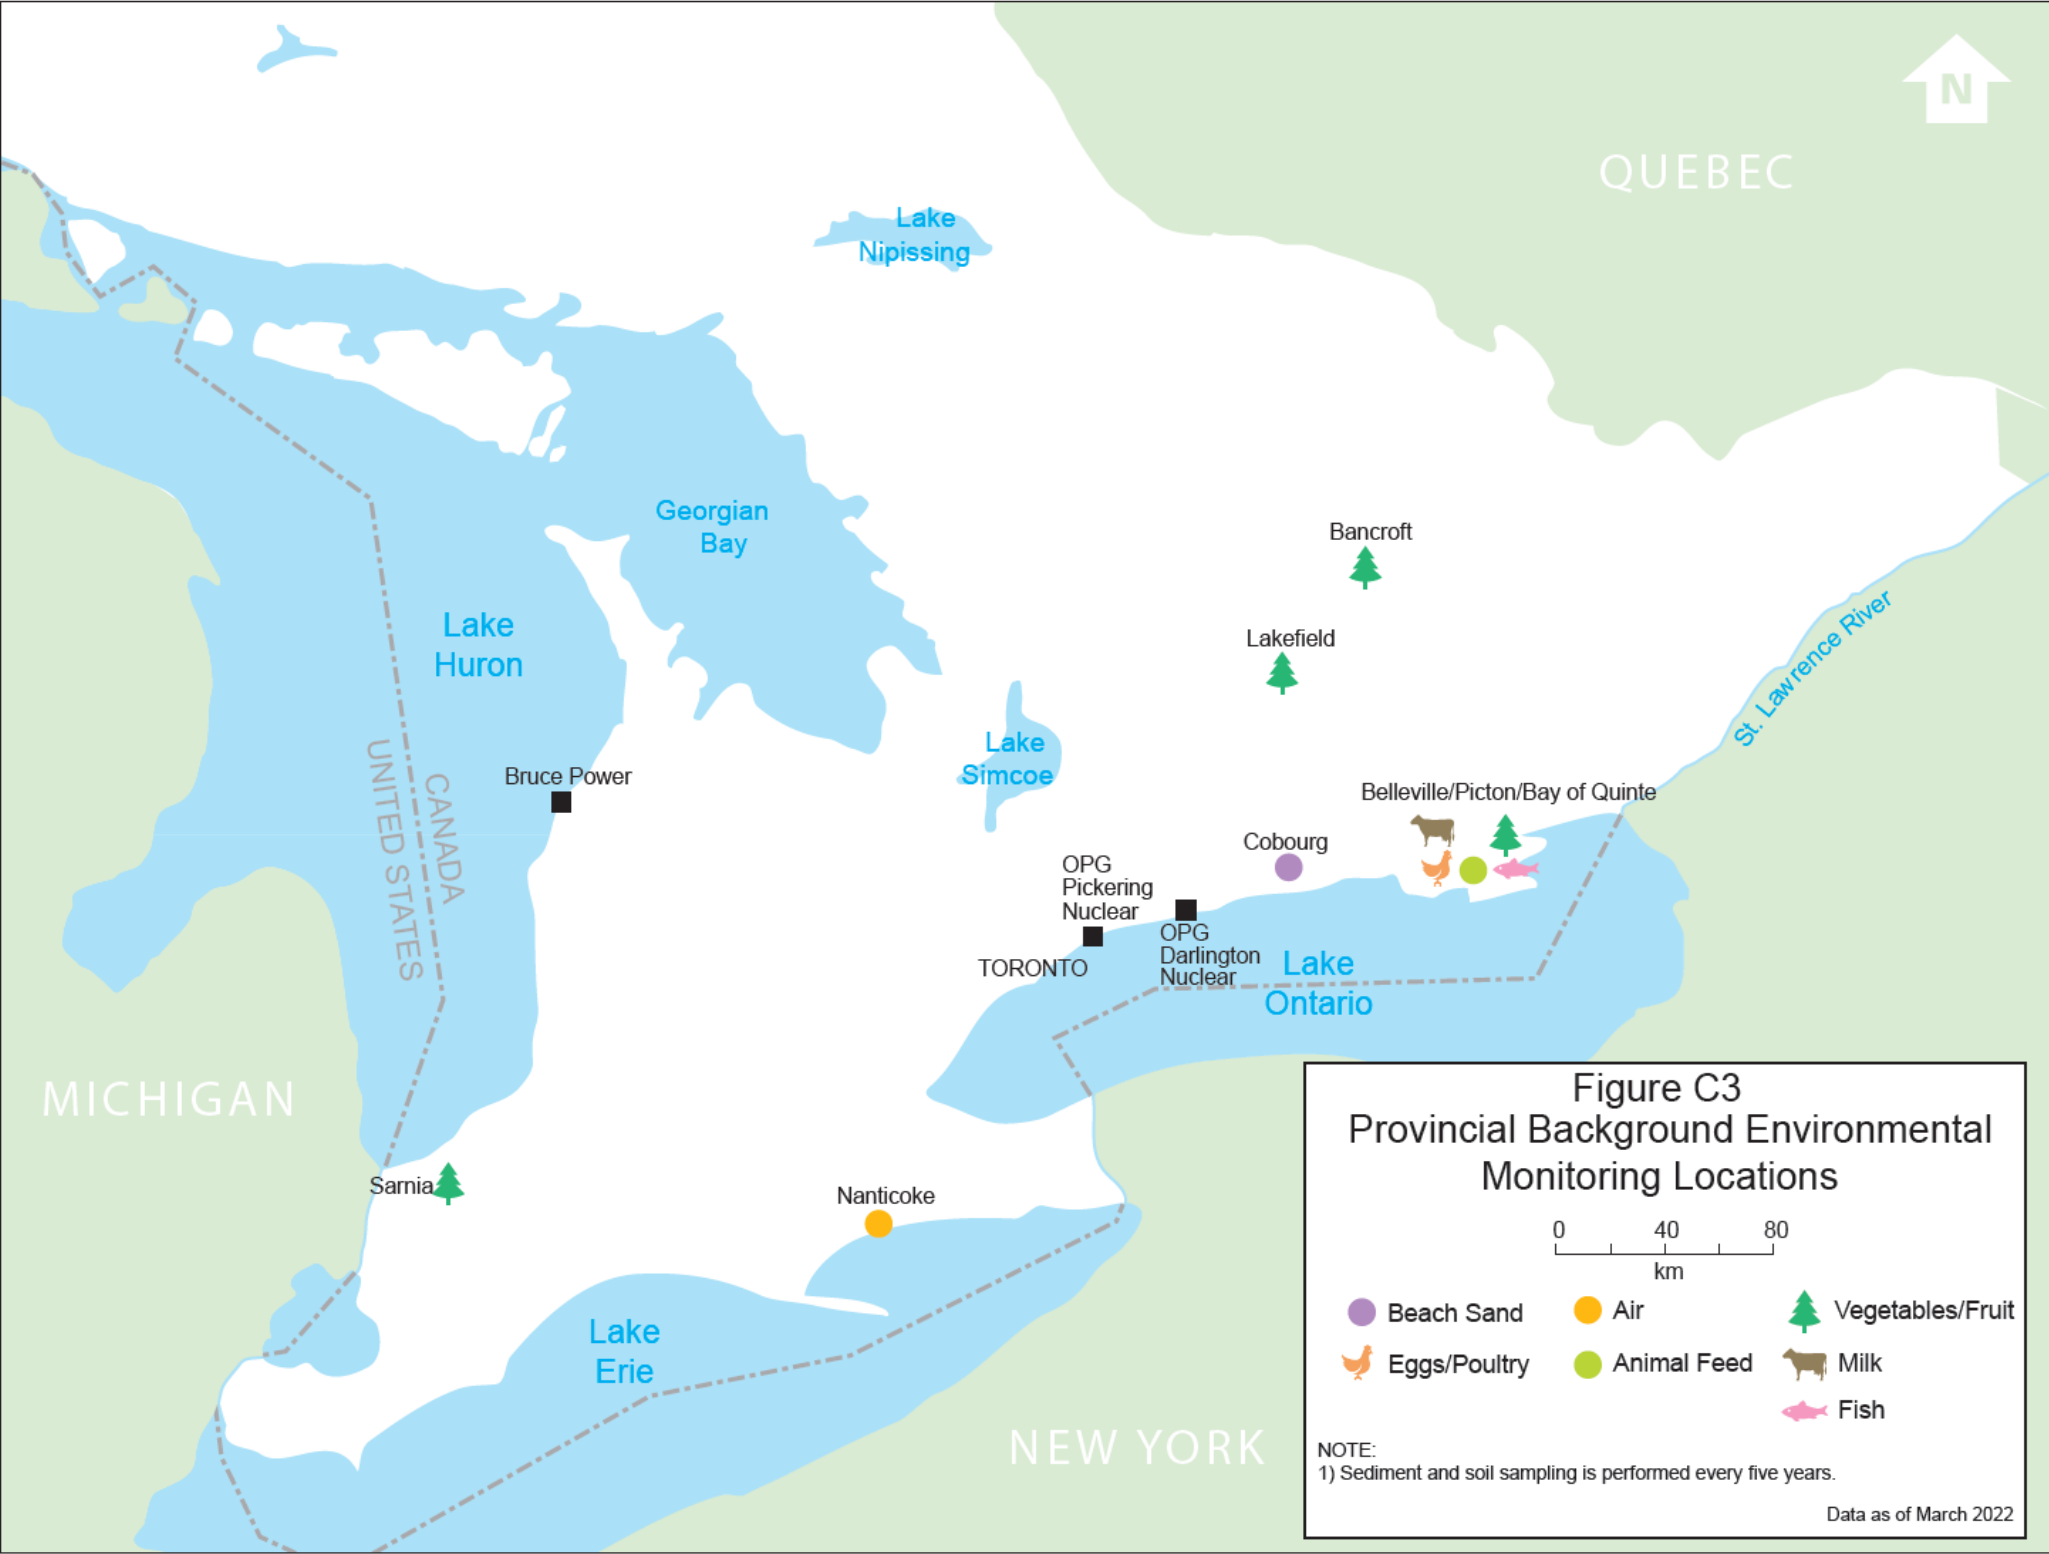 N
QUEBEC
Lake
Nipissing
Georgian
Bay
Bancroft
Lake
Huron
Lakefield
St. Lawrence River
Lake
Simcoe
Bruce Power
CANADA
UNITED STATES
Belleville/Picton/Bay of Quinte
Cobourg
OPG
Pickering
Nuclear
OPG
Darlington
Nuclear
TORONTO
Lake
Ontario
MICHIGAN
Sarnia
Nanticoke
Lake
Erie
NEW YORK
Figure C3
Provincial Background Environmental
Monitoring Locations
0 40 80
km
Beach Sand Air Vegetables/Fruit
Eggs/Poultry Animal Feed Milk
Fish
NOTE:
1) Sediment and soil sampling is performed every five years.
Data as of March 2022